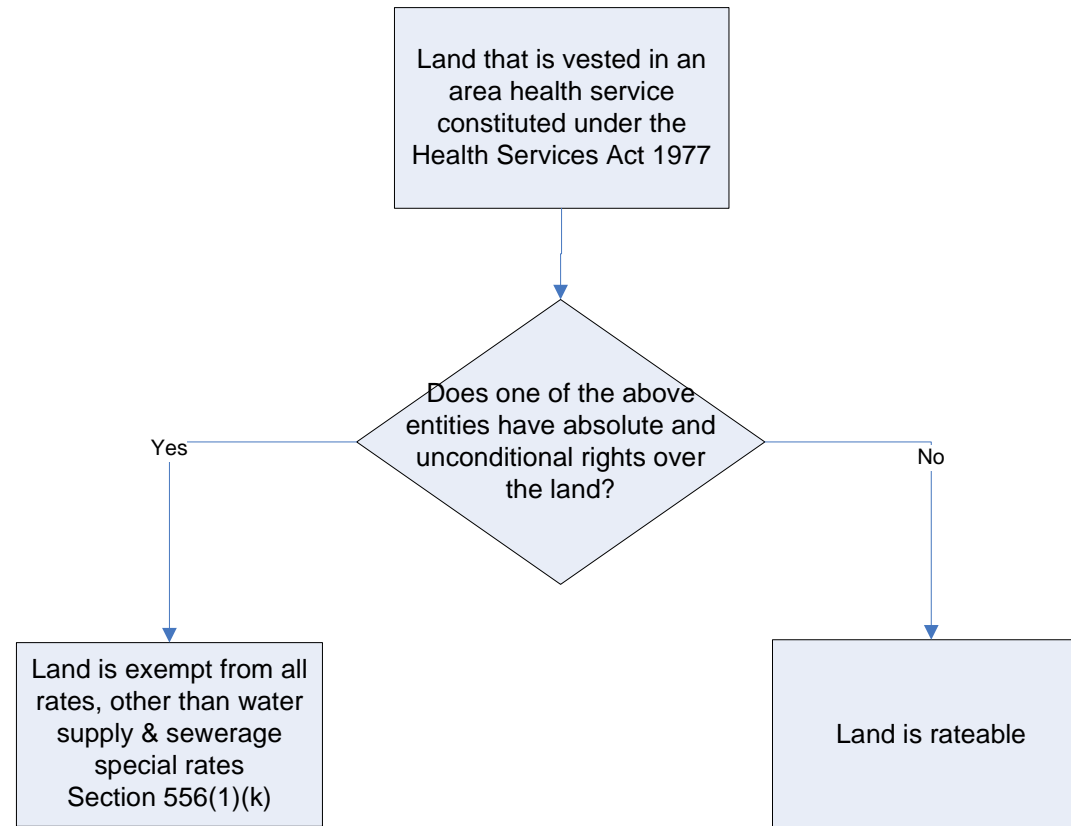 Land that is vested in an
area health service
constituted under the
Health Services Act 1977
Does one of the above
entities have absolute and
unconditional rights over
the land?
Yes
No
Land is exempt from all
rates, other than water
supply & sewerage
special rates
Section 556(1)(k)
Land is rateable